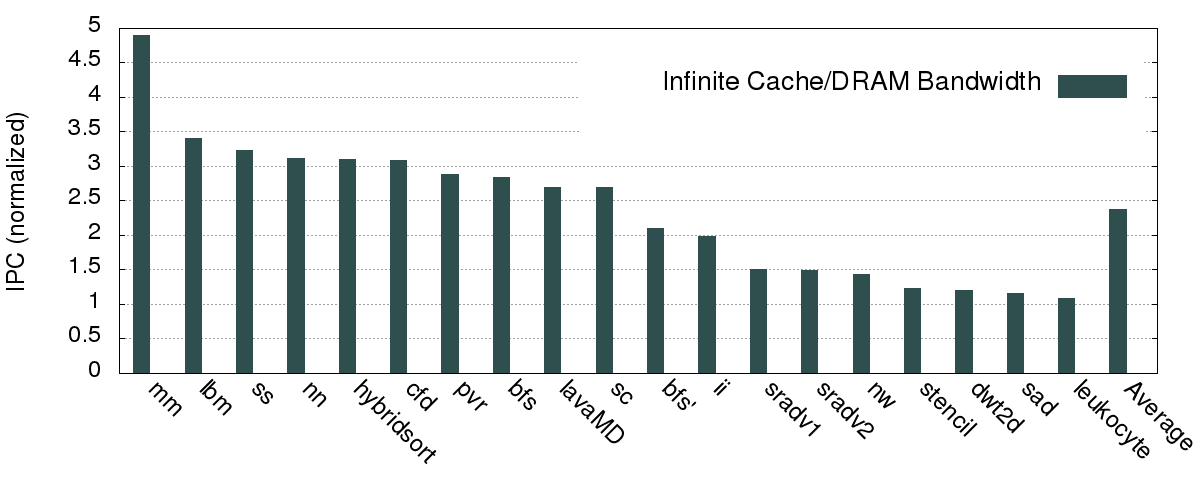 Infinite Cache/DRAM Bandwidth
IPC (normalized)
5
4.5
4
3.5
3
2.5
2
1.5
1
0.5
0
mm
lbm
ss
nn
hybridsort
cfd
pvr
bfs
lavaMD
sc
bfs'
ii
sradv1
sradv2
nw
stencil
dwt2d
sad
leukocyte
Average